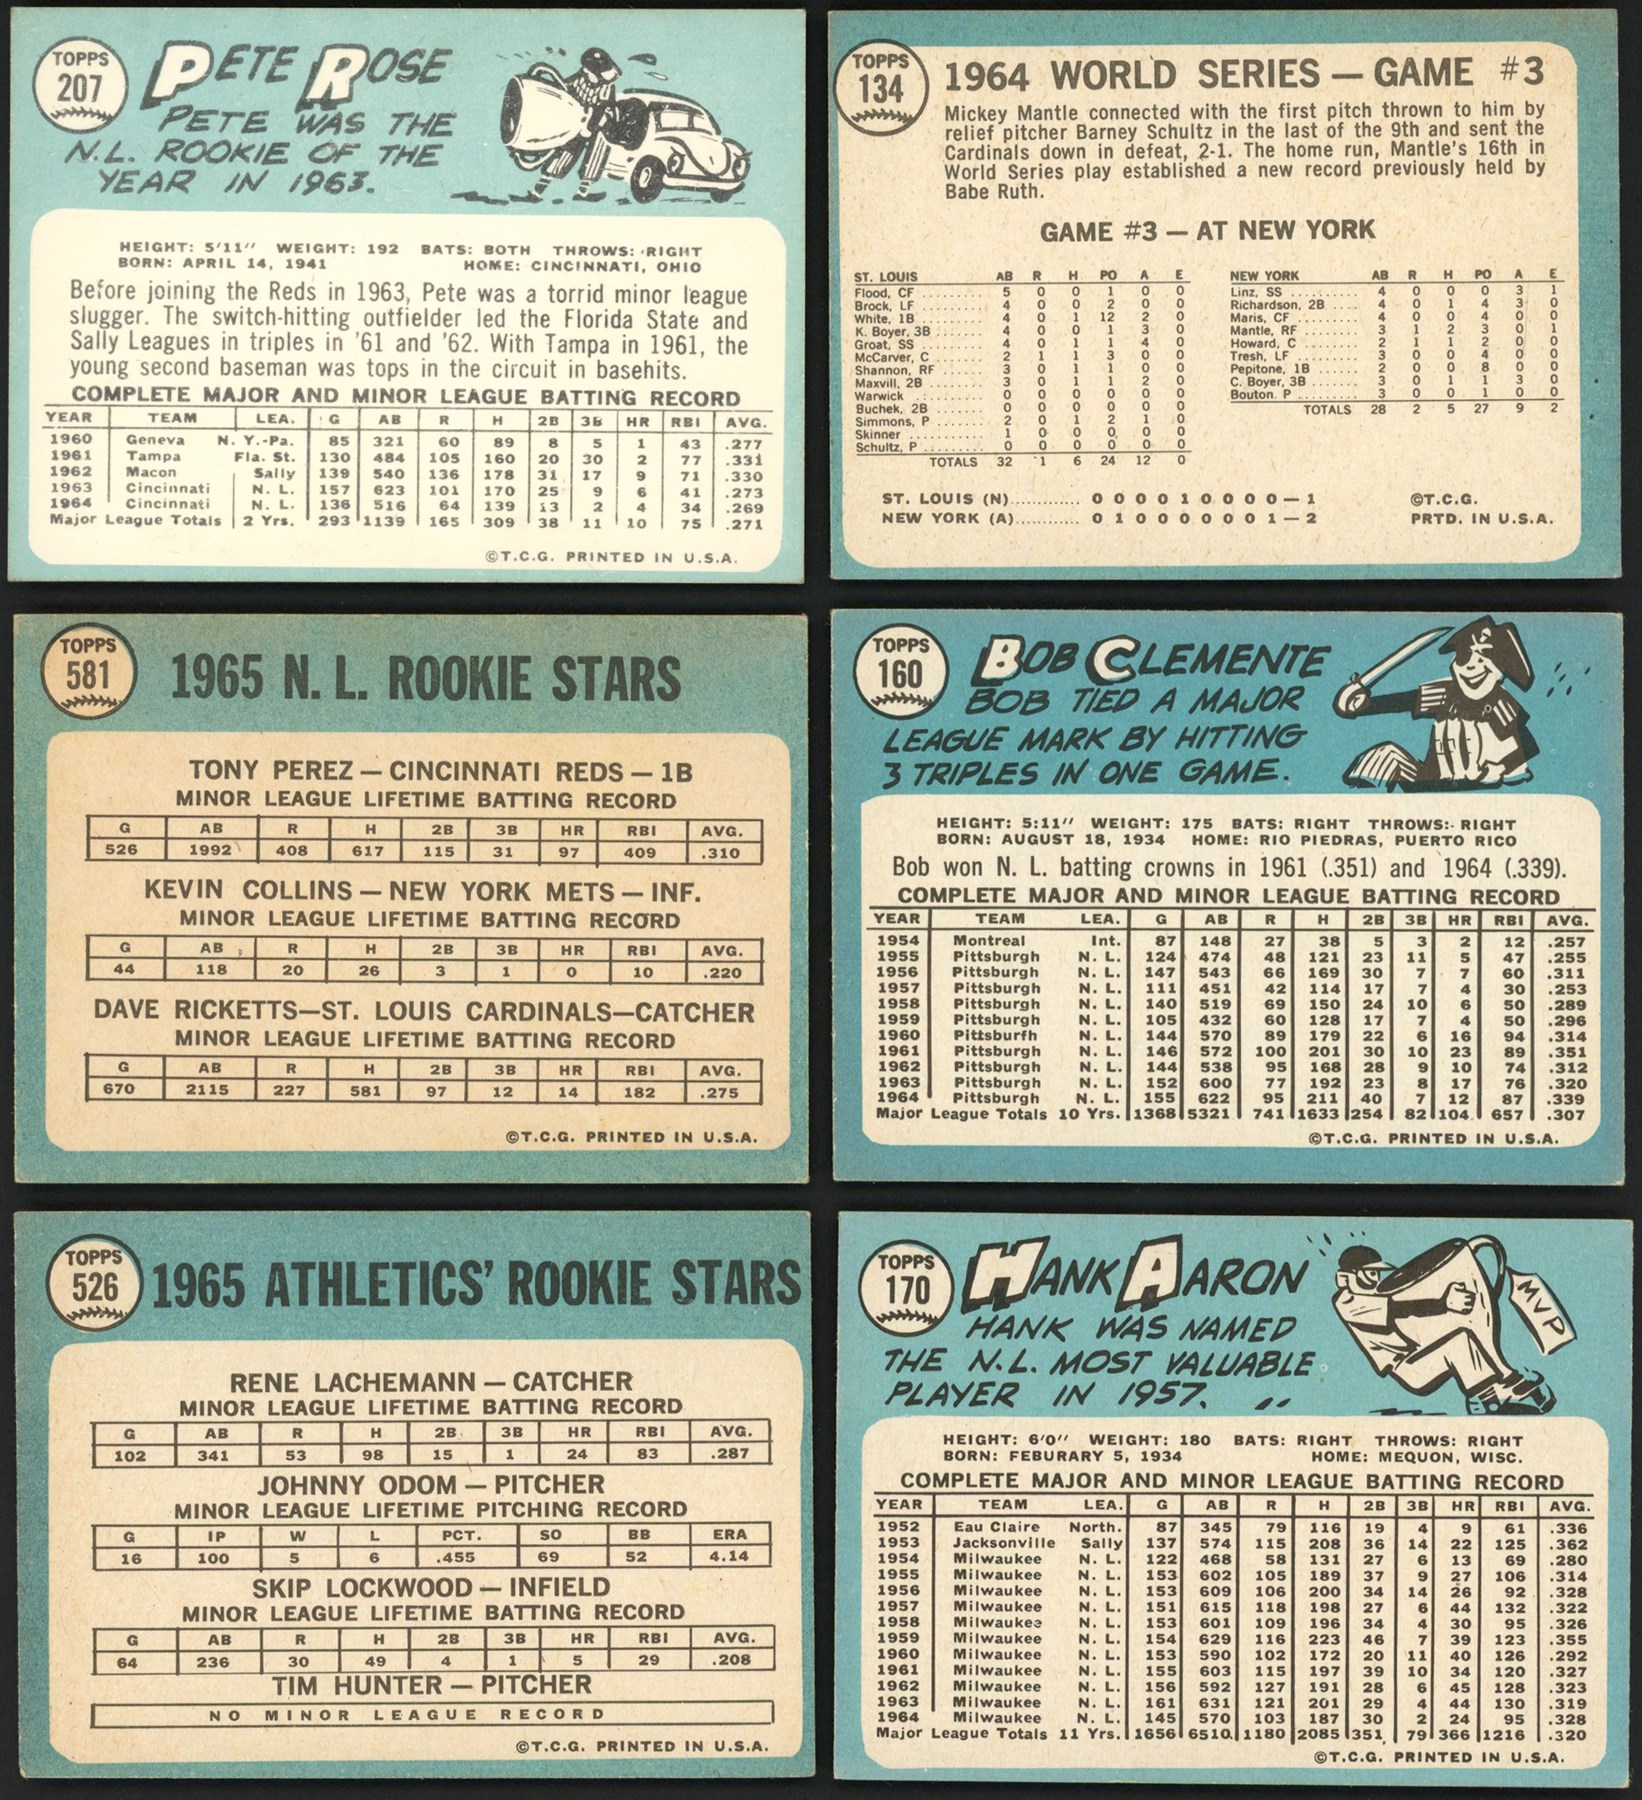 TOPPS
207
PETE ROSE
PETE WAS THE
N.L. ROOKIE OF THE
YEAR IN 1963.
HEIGHT: 5'11" WEIGHT: 192 BATS: BOTH THROWS: RIGHT
BORN: APRIL 14, 1941 HOME: CINCINNATI, OHIO
Before joining the Reds in 1963, Pete was a torrid minor league
slugger. The switch-hitting outfielder led the Florida State and
Sally Leagues in triples in '61 and '62. With Tampa in 1961, the
young second baseman was tops in the circuit in basehits.
COMPLETE MAJOR AND MINOR LEAGUE BATTING RECORD
YEAR TEAM LEA. G AB R H 2B 3B HR RBI AVG.
1960 Geneva N. Y.-Pa. 85 321 60 89 8 5 1 43 .277
1961 Tampa Fla. St. 130 484 105 160 20 30 2 77 .331
1962 Macon Sally 139 540 136 178 31 17 9 71 .330
1963 Cincinnati N. L. 157 623 101 170 25 9 6 41 .273
1964 Cincinnati N. L. 136 516 64 139 13 2 4 34 .269
Major League Totals 2 Yrs. 293 1139 165 309 38 11 10 75 .271
©T.C.G. PRINTED IN U.S.A.
TOPPS
134
1964 WORLD SERIES — GAME #3
Mickey Mantle connected with the first pitch thrown to him by
relief pitcher Barney Schultz in the last of the 9th and sent the
Cardinals down in defeat, 2-1. The home run, Mantle's 16th in
World Series play established a new record previously held by
Babe Ruth.
GAME #3 — AT NEW YORK
ST. LOUIS AB R H PO A E
Flood, CF .......... 5 0 0 1 0 0
Brock, LF .......... 4 0 0 2 0 0
White, 1B .......... 4 0 1 12 2 0
K. Boyer, 3B ....... 4 0 0 1 3 0
Groat, SS .......... 4 0 1 1 4 0
McCarver, C ........ 2 1 1 3 0 0
Shannon, RF ........ 3 0 1 1 0 0
Maxvill, 2B ........ 3 0 1 1 2 0
Warwick ............ 0 0 0 0 0 0
Buchek, 2B ......... 0 0 0 0 0 0
Simmons, P ......... 2 0 1 2 1 0
Skinner ............ 1 0 0 0 0 0
Schultz, P ......... 0 0 0 0 0 0
TOTALS 32 1 6 24 12 0
NEW YORK AB R H PO A E
Linz, SS ........... 4 0 0 0 3 1
Richardson, 2B ..... 4 0 1 4 3 0
Maris, CF .......... 4 0 0 4 0 0
Mantle, RF ......... 3 1 2 3 0 1
Howard, C .......... 2 1 1 2 0 0
Tresh, LF .......... 3 0 0 4 0 0
Pepitone, 1B ....... 2 0 0 8 0 0
C. Boyer, 3B ....... 3 0 1 1 3 0
Bouton. P .......... 3 0 0 1 0 0
TOTALS 28 2 5 27 9 2
ST. LOUIS (N)............ 0 0 0 0 1 0 0 0 0 — 1
NEW YORK (A)............ 0 1 0 0 0 0 0 0 1 — 2
©T.C.G.
PRTD. IN U.S.A.
TOPPS
581
1965 N. L. ROOKIE STARS
TONY PEREZ — CINCINNATI REDS — 1B
MINOR LEAGUE LIFETIME BATTING RECORD
G AB R H 2B 3B HR RBI AVG.
526 1992 408 617 115 31 97 409 .310
KEVIN COLLINS — NEW YORK METS — INF.
MINOR LEAGUE LIFETIME BATTING RECORD
G AB R H 2B 3B HR RBI AVG.
44 118 20 26 3 1 0 10 .220
DAVE RICKETTS—ST. LOUIS CARDINALS—CATCHER
MINOR LEAGUE LIFETIME BATTING RECORD
G AB R H 2B 3B HR RBI AVG.
670 2115 227 581 97 12 14 182 .275
©T.C.G. PRINTED IN U.S.A.
TOPPS
160
BOB CLEMENTE
BOB TIED A MAJOR
LEAGUE MARK BY HITTING
3 TRIPLES IN ONE GAME.
HEIGHT: 5:11" WEIGHT: 175 BATS: RIGHT THROWS: RIGHT
BORN: AUGUST 18, 1934 HOME: RIO PIEDRAS, PUERTO RICO
Bob won N. L. batting crowns in 1961 (.351) and 1964 (.339).
COMPLETE MAJOR AND MINOR LEAGUE BATTING RECORD
YEAR TEAM LEA. G AB R H 2B 3B HR RBI AVG.
1954 Montreal Int. 87 148 27 38 5 3 2 12 .257
1955 Pittsburgh N. L. 124 474 48 121 23 11 5 47 .255
1956 Pittsburgh N. L. 147 543 66 169 30 7 7 60 .311
1957 Pittsburgh N. L. 111 451 42 114 17 7 4 30 .253
1958 Pittsburgh N. L. 140 519 69 150 24 10 6 50 .289
1959 Pittsburgh N. L. 105 432 60 128 17 7 4 50 .296
1960 Pittsburfh N. L. 144 570 89 179 22 6 16 94 .314
1961 Pittsburgh N. L. 146 572 100 201 30 10 23 89 .351
1962 Pittsburgh N. L. 144 538 95 168 28 9 10 74 .312
1963 Pittsburgh N. L. 152 600 77 192 23 8 17 76 .320
1964 Pittsburgh N. L. 155 622 95 211 40 7 12 87 .339
Major League Totals 10 Yrs. 1368 5321 741 1633 254 82 104 657 .307
©T.C.G. PRINTED IN U.S.A.
TOPPS
526
1965 ATHLETICS' ROOKIE STARS
RENE LACHEMANN — CATCHER
MINOR LEAGUE LIFETIME BATTING RECORD
G AB R H 2B 3B HR RBI AVG.
102 341 53 98 15 1 24 83 .287
JOHNNY ODOM — PITCHER
MINOR LEAGUE LIFETIME PITCHING RECORD
G IP W L PCT. SO BB ERA
16 100 5 6 .455 69 52 4.14
SKIP LOCKWOOD — INFIELD
MINOR LEAGUE LIFETIME BATTING RECORD
G AB R H 2B 3B HR RBI AVG.
64 236 30 49 4 1 5 29 .208
TIM HUNTER — PITCHER
NO MINOR LEAGUE RECORD
©T.C.G. PRINTED IN U.S.A.
TOPPS
170
HANK AARON
HANK WAS NAMED
THE N.L. MOST VALUABLE
PLAYER IN 1957.
MVP
HEIGHT: 6'0" WEIGHT: 180 BATS: RIGHT THROWS: RIGHT
BORN: FEBURARY 5, 1934 HOME: MEQUON, WISC.
COMPLETE MAJOR AND MINOR LEAGUE BATTING RECORD
YEAR TEAM LEA. G AB R H 2B 3B HR RBI AVG.
1952 Eau Claire North. 87 345 79 116 19 4 9 61 .336
1953 Jacksonville Sally 137 574 115 208 36 14 22 125 .362
1954 Milwaukee N. L. 122 468 58 131 27 6 13 69 .280
1955 Milwaukee N. L. 153 602 105 189 37 9 27 106 .314
1956 Milwaukee N. L. 153 609 106 200 34 14 26 92 .328
1957 Milwaukee N. L. 151 615 118 198 27 6 44 132 .322
1958 Milwaukee N. L. 153 601 109 196 34 4 30 95 .326
1959 Milwaukee N. L. 154 629 116 223 46 7 39 123 .355
1960 Milwaukee N. L. 153 590 102 172 20 11 40 126 .292
1961 Milwaukee N. L. 155 603 115 197 39 10 34 120 .327
1962 Milwaukee N. L. 156 592 127 191 28 6 45 128 .323
1963 Milwaukee N. L. 161 631 121 201 29 4 44 130 .319
1964 Milwaukee N. L. 145 570 103 187 30 2 24 95 .328
Major League Totals 11 Yrs. 1656 6510 1180 2085 351 79 366 1216 .320
©T.C.G. PRINTED IN U.S.A.